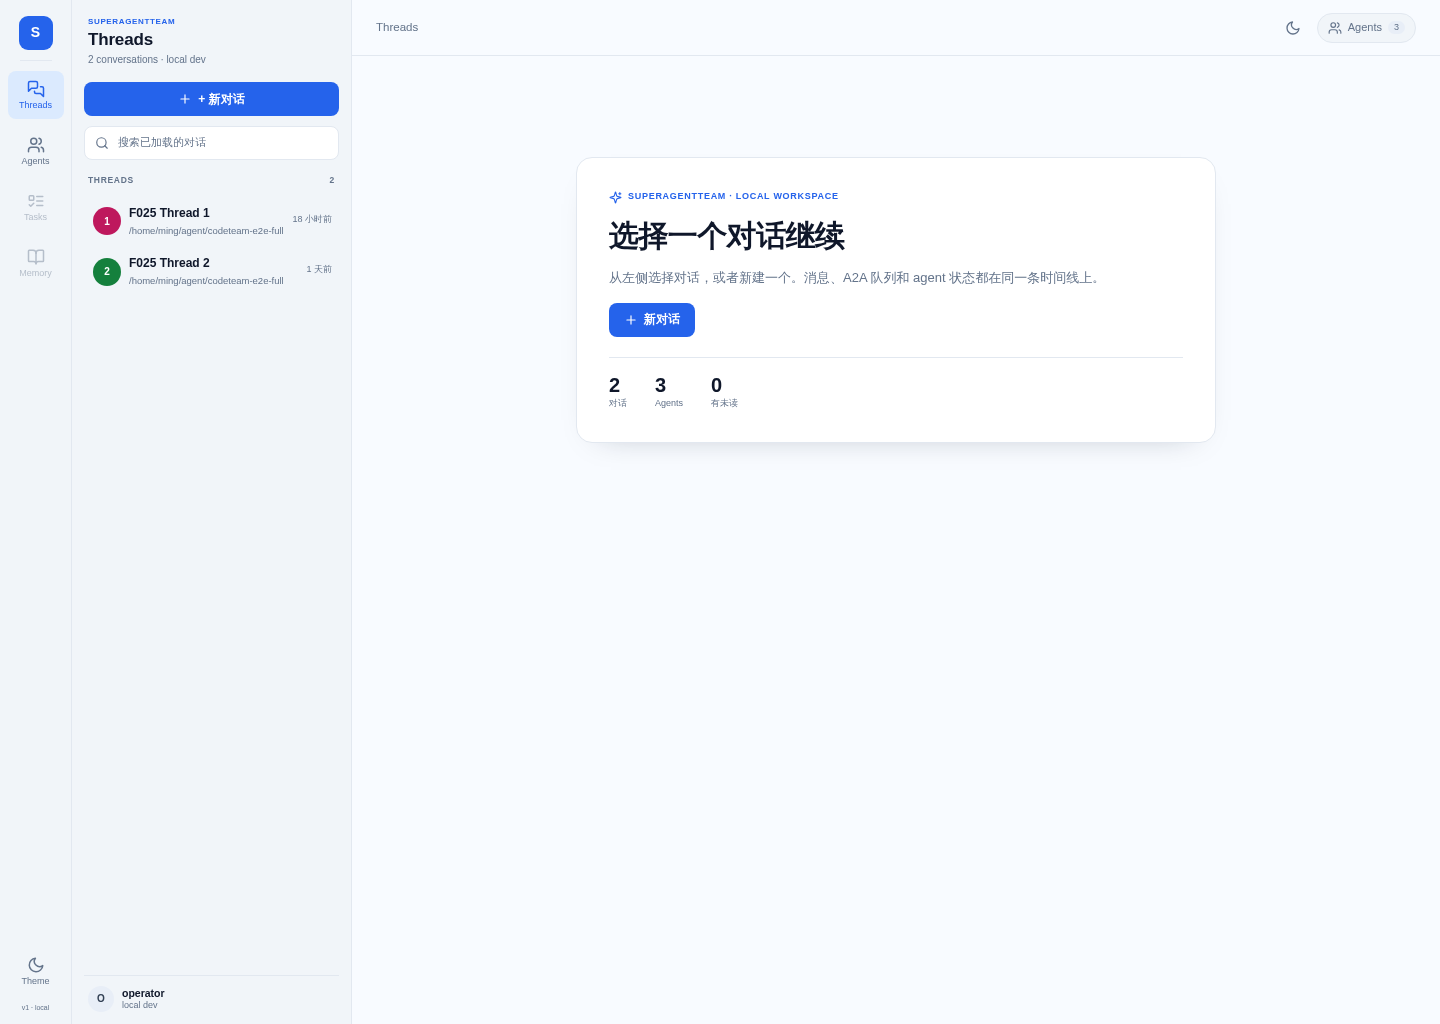 S
Threads
Agents
Tasks
Memory
Theme
v1 · local
SUPERAGENTTEAM
Threads
2 conversations · local dev
+ 新对话
搜索已加载的对话
THREADS 2
1 F025 Thread 1 18 小时前
/home/ming/agent/codeteam-e2e-full
2 F025 Thread 2 1 天前
/home/ming/agent/codeteam-e2e-full
O operator
local dev
Threads
Agents 3
SUPERAGENTTEAM · LOCAL WORKSPACE
选择一个对话继续
从左侧选择对话，或者新建一个。消息、A2A 队列和 agent 状态都在同一条时间线上。
新对话
2 3 0
对话 Agents 有未读